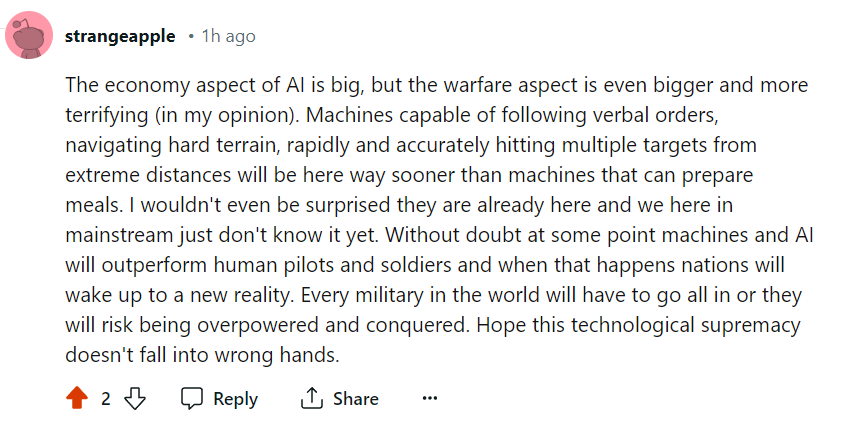 strangeapple • 1h ago
The economy aspect of AI is big, but the warfare aspect is even bigger and more
terrifying (in my opinion). Machines capable of following verbal orders,
navigating hard terrain, rapidly and accurately hitting multiple targets from
extreme distances will be here way sooner than machines that can prepare
meals. I wouldn't even be surprised they are already here and we here in
mainstream just don't know it yet. Without doubt at some point machines and AI
will outperform human pilots and soldiers and when that happens nations will
wake up to a new reality. Every military in the world will have to go all in or they
will risk being overpowered and conquered. Hope this technological supremacy
doesn't fall into wrong hands.
2 Reply Share ...